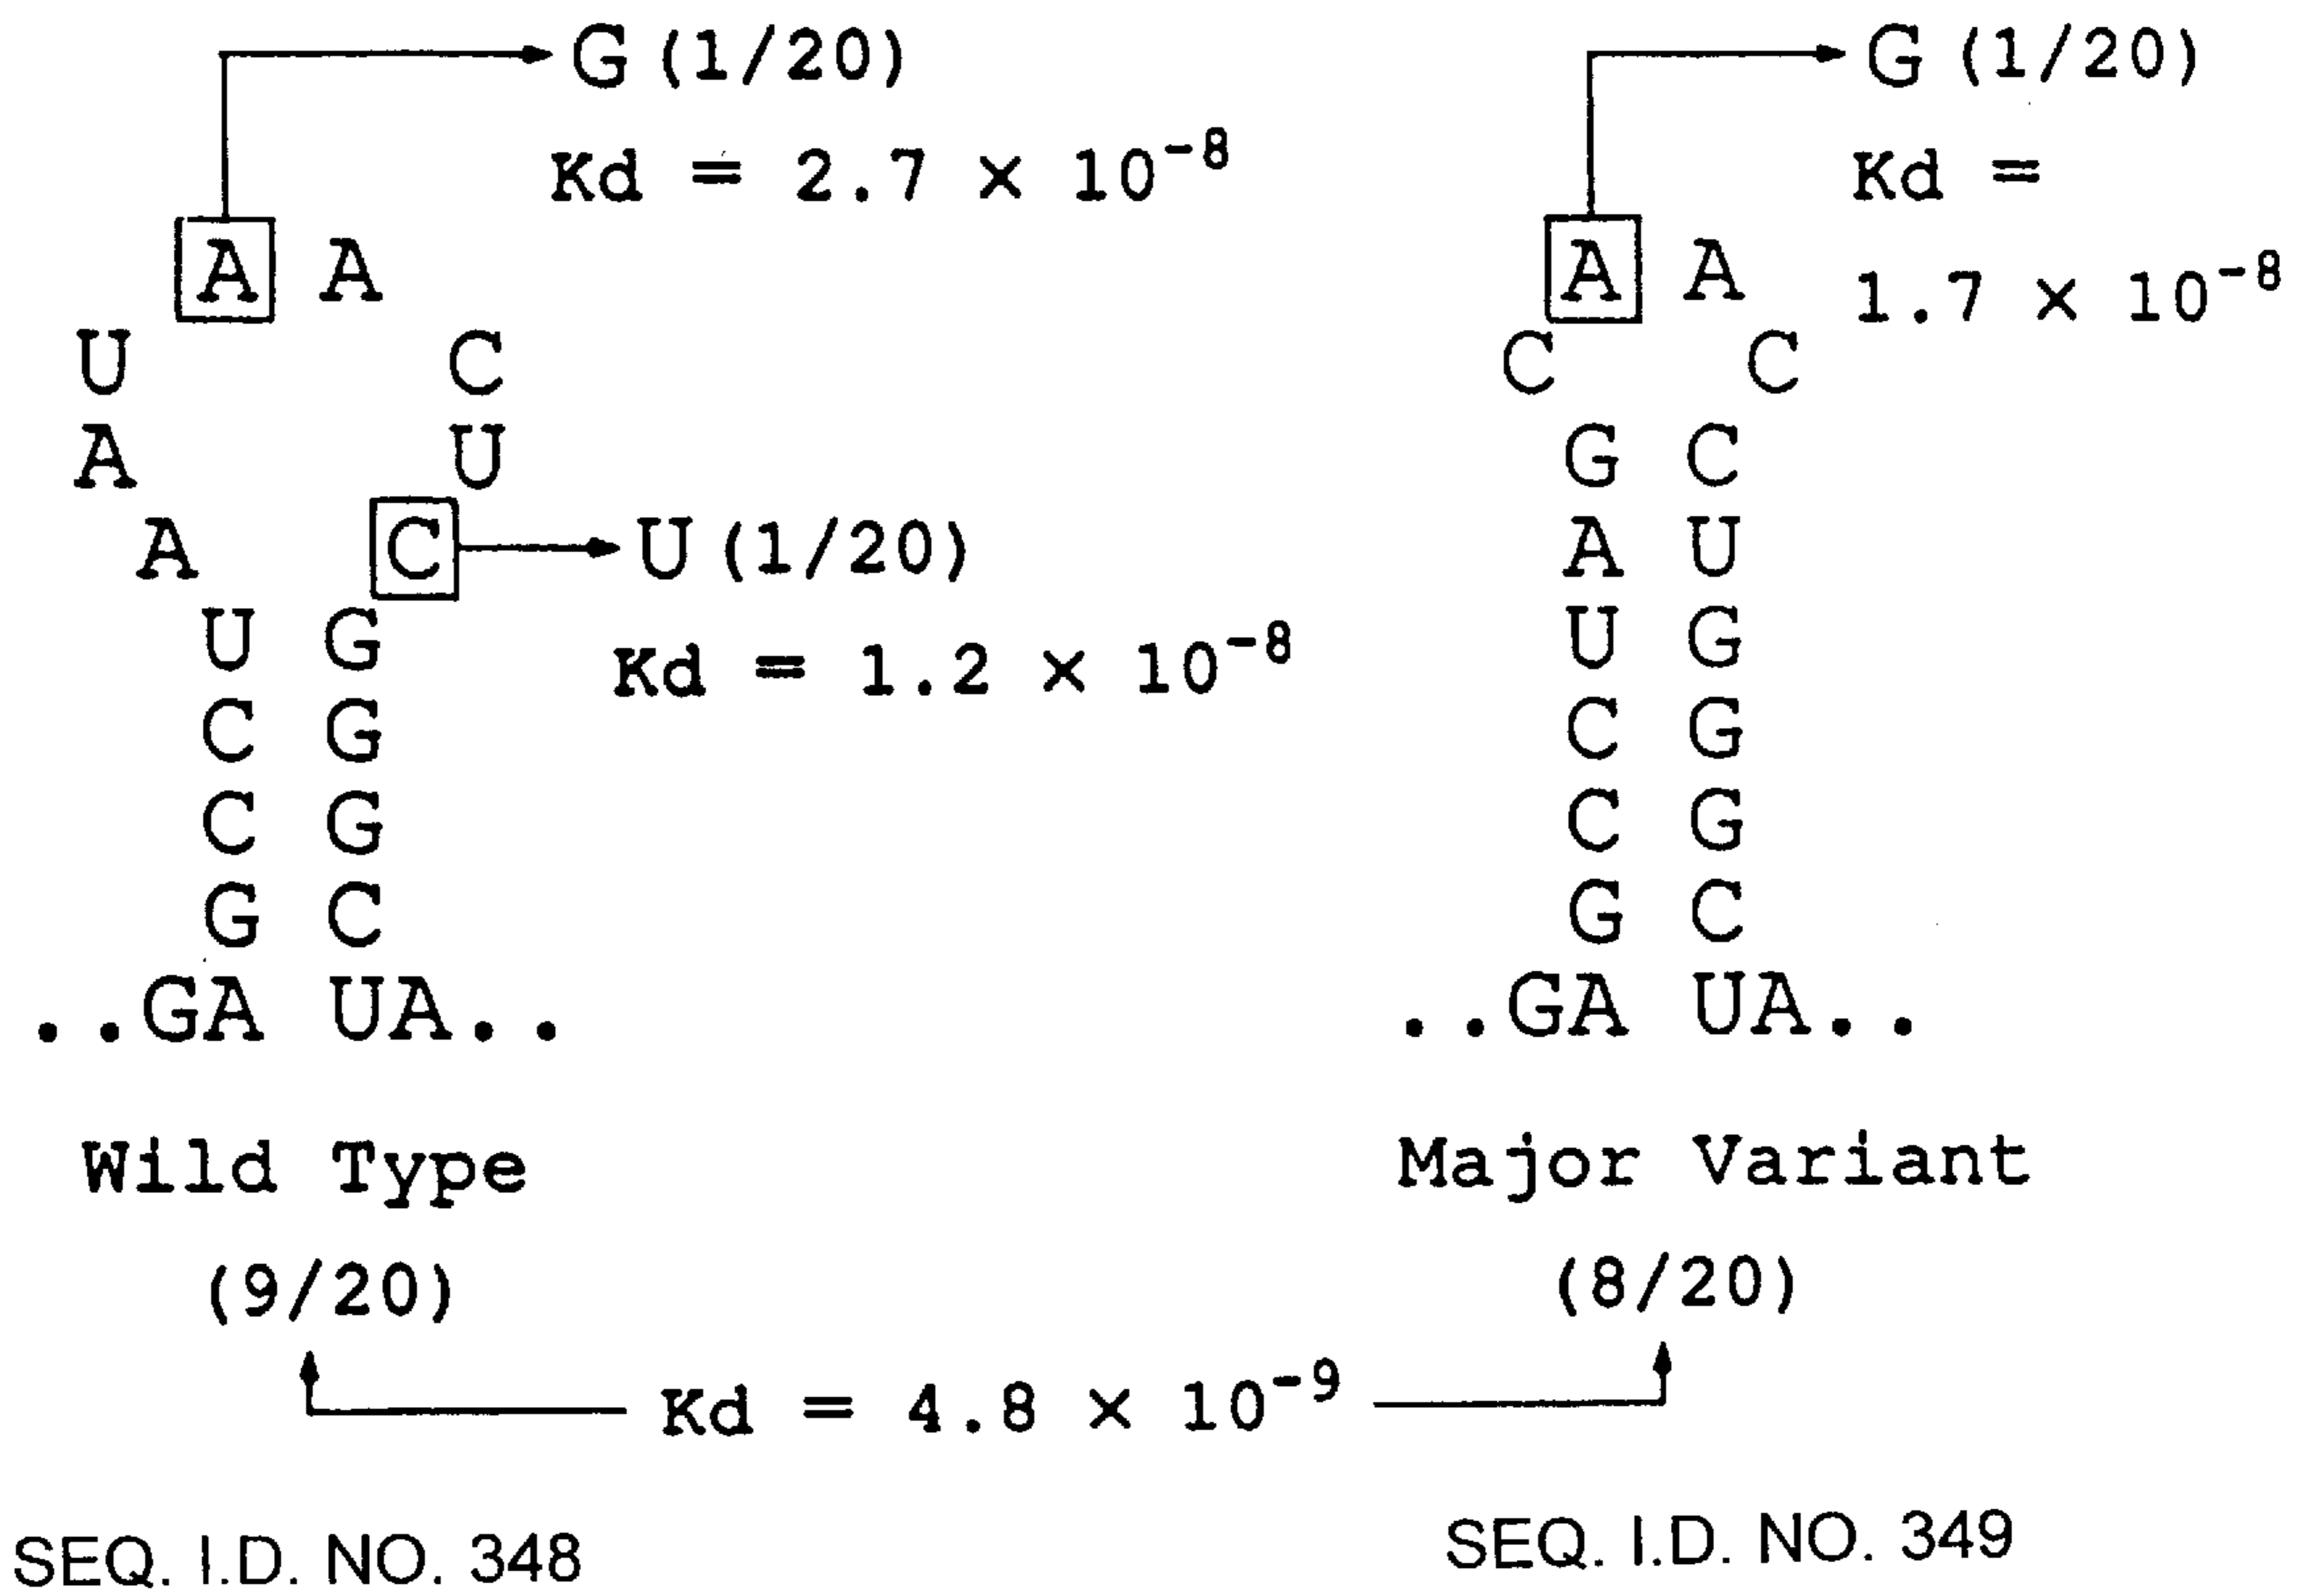 G (1/20) G (1/20)
Kd = 2.7 × 10⁻⁸ Kd =
A A A A 1.7 × 10⁻⁸
U C C C
A U G C
A C U (1/20) A U
U G Kd = 1.2 × 10⁻⁸ U G
C G C G
C G C G
G C G C
..GA UA.. ..GA UA..
Wild Type Major Variant
(9/20) (8/20)
Kd = 4.8 × 10⁻⁹
SEQ. I.D. NO. 348 SEQ. I.D. NO. 349